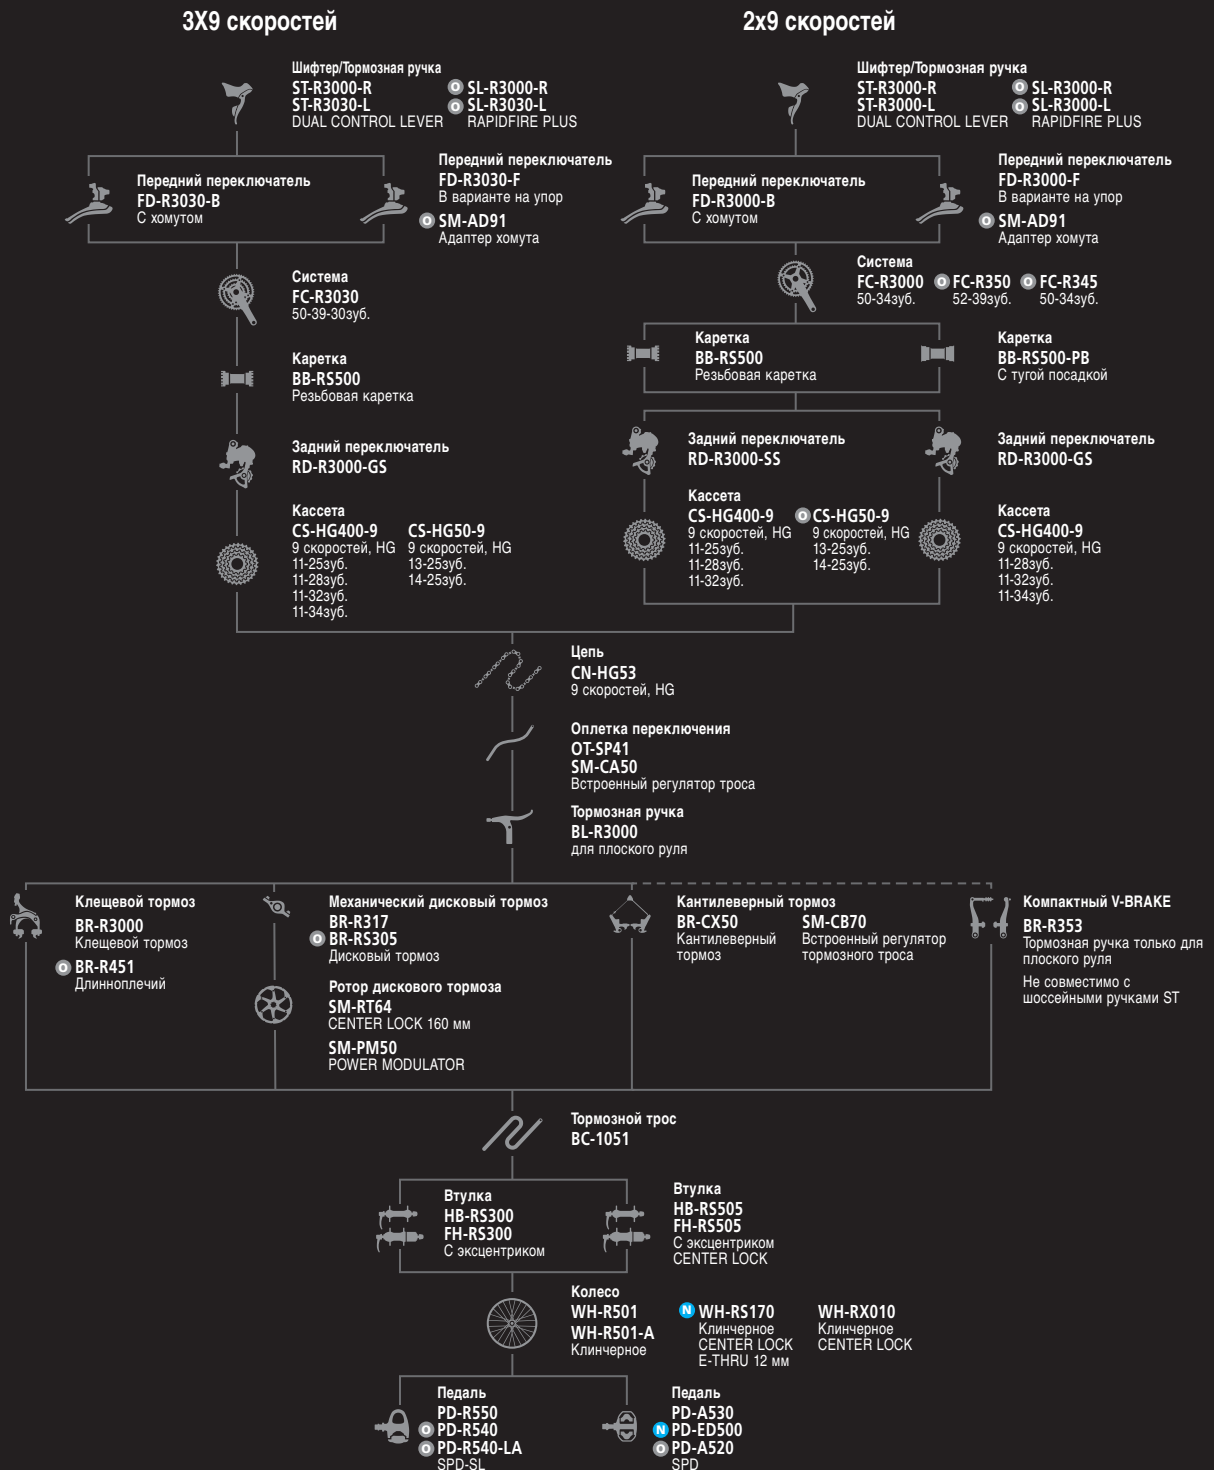 3X9 скоростей
2x9 скоростей
Шифтер/Тормозная ручка
ST-R3000-R
ST-R3030-L
DUAL CONTROL LEVER
O SL-R3000-R
O SL-R3030-L
RAPIDFIRE PLUS
Шифтер/Тормозная ручка
ST-R3000-R
ST-R3000-L
DUAL CONTROL LEVER
O SL-R3000-R
O SL-R3000-L
RAPIDFIRE PLUS
Передний переключатель
FD-R3030-B
С хомутом
Передний переключатель
FD-R3030-F
В варианте на упор
O SM-AD91
Адаптер хомута
Передний переключатель
FD-R3000-B
С хомутом
Передний переключатель
FD-R3000-F
В варианте на упор
O SM-AD91
Адаптер хомута
Система
FC-R3030
50-39-30зуб.
Система
FC-R3000
50-34зуб.
O FC-R350
52-39зуб.
O FC-R345
50-34зуб.
Каретка
BB-RS500
Резьбовая каретка
Каретка
BB-RS500
Резьбовая каретка
Каретка
BB-RS500-PB
С тугой посадкой
Задний переключатель
RD-R3000-GS
Задний переключатель
RD-R3000-SS
Задний переключатель
RD-R3000-GS
Кассета
CS-HG400-9
9 скоростей, HG
11-25зуб.
11-28зуб.
11-32зуб.
11-34зуб.
CS-HG50-9
9 скоростей, HG
13-25зуб.
14-25зуб.
Кассета
CS-HG400-9
9 скоростей, HG
11-25зуб.
11-28зуб.
11-32зуб.
O CS-HG50-9
9 скоростей, HG
13-25зуб.
14-25зуб.
Кассета
CS-HG400-9
9 скоростей, HG
11-28зуб.
11-32зуб.
11-34зуб.
Цепь
CN-HG53
9 скоростей, HG
Оплетка переключения
OT-SP41
SM-CA50
Встроенный регулятор троса
Тормозная ручка
BL-R3000
для плоского руля
Клещевой тормоз
BR-R3000
Клещевой тормоз
O BR-R451
Длинноплечий
Механический дисковый тормоз
BR-R317
O BR-RS305
Дисковый тормоз
Ротор дискового тормоза
SM-RT64
CENTER LOCK 160 мм
SM-PM50
POWER MODULATOR
Кантилеверный тормоз
BR-CX50
Кантилеверный
тормоз
SM-CB70
Встроенный регулятор
тормозного троса
Компактный V-BRAKE
BR-R353
Тормозная ручка только для
плоского руля
Не совместимо с
шоссейными ручками ST
Тормозной трос
BC-1051
Втулка
HB-RS300
FH-RS300
С эксцентриком
Втулка
HB-RS505
FH-RS505
С эксцентриком
CENTER LOCK
Колесо
WH-R501
WH-R501-A
Клинчерное
N WH-RS170
Клинчерное
CENTER LOCK
E-THRU 12 мм
WH-RX010
Клинчерное
CENTER LOCK
Педаль
PD-R550
O PD-R540
O PD-R540-LA
SPD-SL
Педаль
PD-A530
N PD-ED500
O PD-A520
SPD